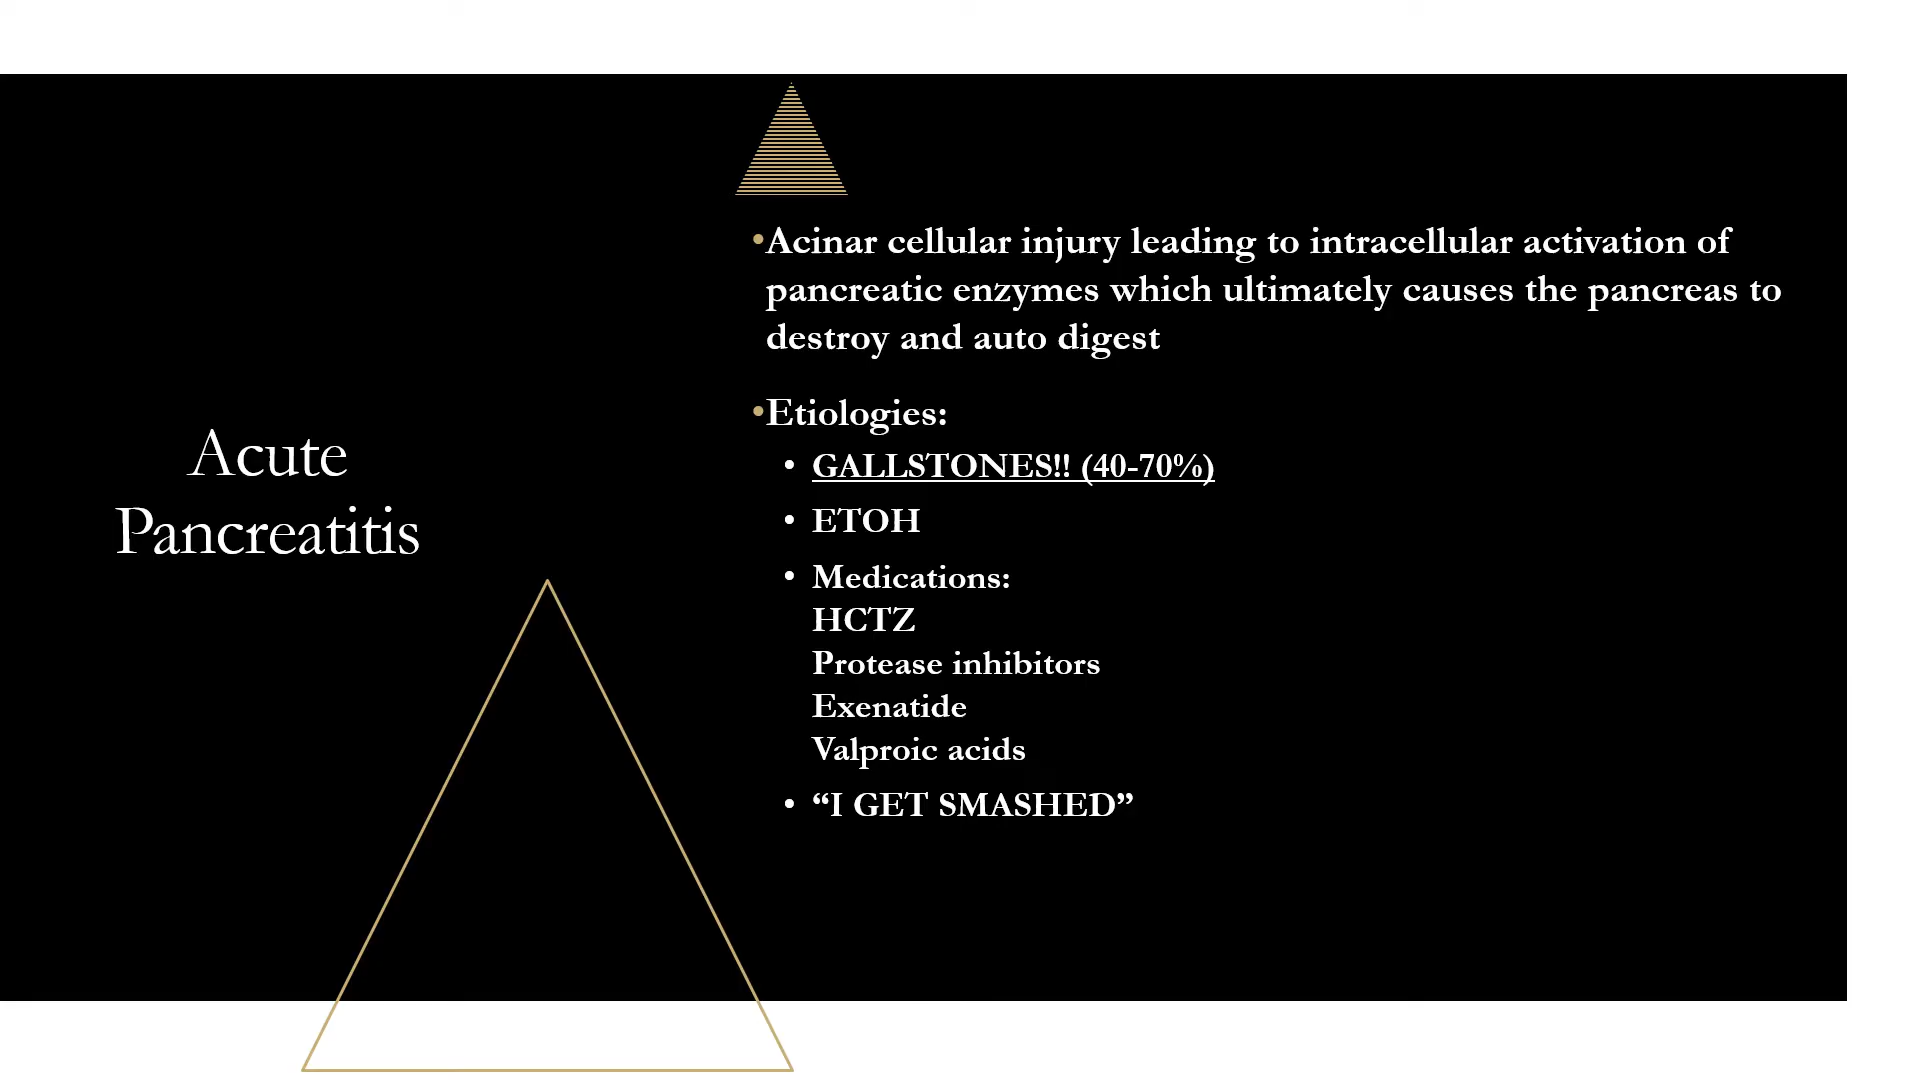 Acute
Pancreatitis
•Acinar cellular injury leading to intracellular activation of
pancreatic enzymes which ultimately causes the pancreas to
destroy and auto digest
•Etiologies:
• GALLSTONES!! (40-70%)
• ETOH
• Medications:
HCTZ
Protease inhibitors
Exenatide
Valproic acids
• “I GET SMASHED”